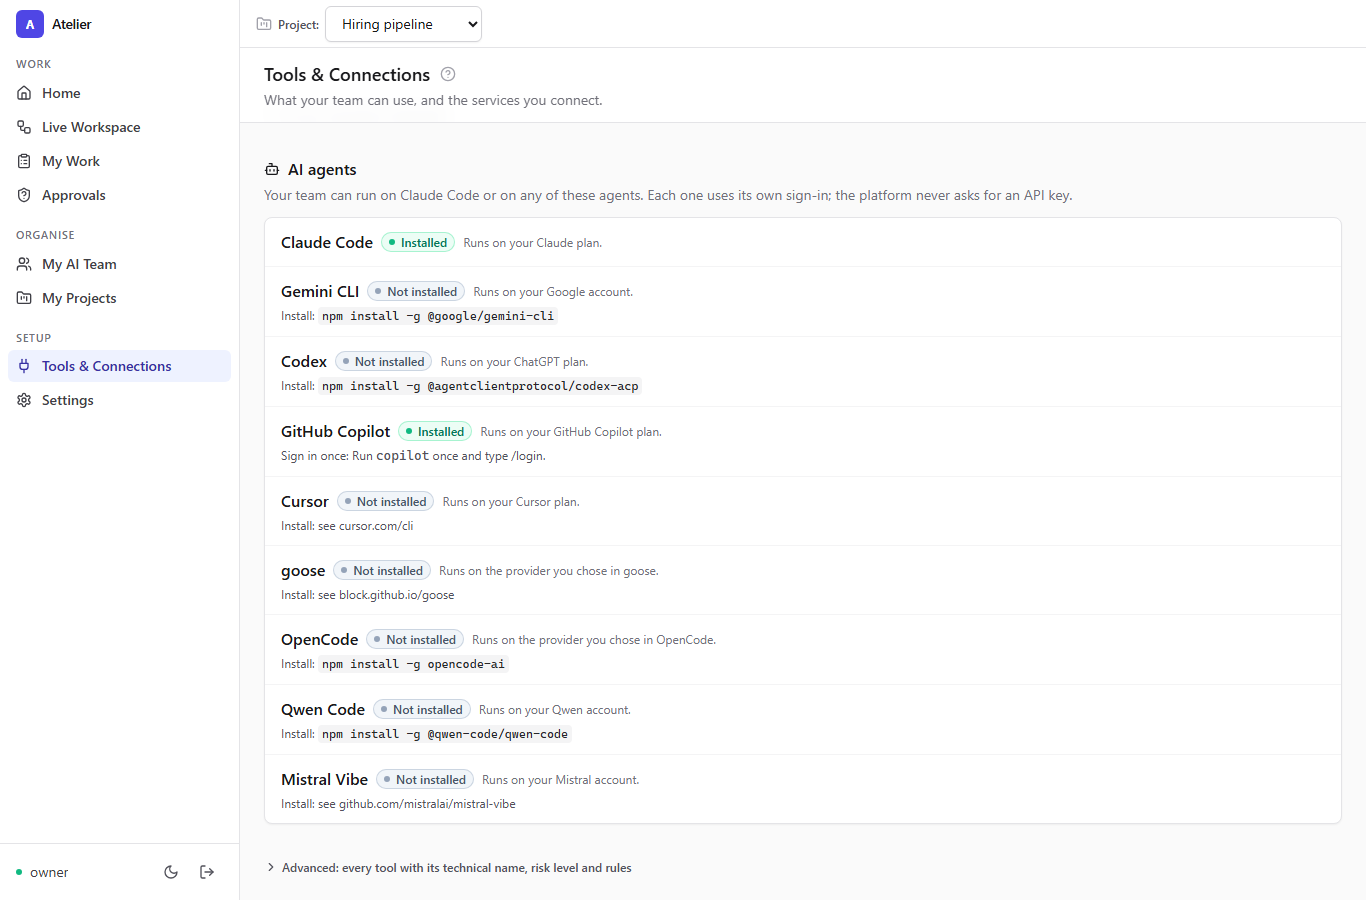 A Atelier
WORK
Home
Live Workspace
My Work
Approvals
ORGANISE
My AI Team
My Projects
SETUP
Tools & Connections
Settings
owner
Project: Hiring pipeline
Tools & Connections
What your team can use, and the services you connect.
AI agents
Your team can run on Claude Code or on any of these agents. Each one uses its own sign-in; the platform never asks for an API key.
Claude Code Installed Runs on your Claude plan.
Gemini CLI Not installed Runs on your Google account.
Install: npm install -g @google/gemini-cli
Codex Not installed Runs on your ChatGPT plan.
Install: npm install -g @agentclientprotocol/codex-acp
GitHub Copilot Installed Runs on your GitHub Copilot plan.
Sign in once: Run copilot once and type /login.
Cursor Not installed Runs on your Cursor plan.
Install: see cursor.com/cli
goose Not installed Runs on the provider you chose in goose.
Install: see block.github.io/goose
OpenCode Not installed Runs on the provider you chose in OpenCode.
Install: npm install -g opencode-ai
Qwen Code Not installed Runs on your Qwen account.
Install: npm install -g @qwen-code/qwen-code
Mistral Vibe Not installed Runs on your Mistral account.
Install: see github.com/mistralai/mistral-vibe
Advanced: every tool with its technical name, risk level and rules